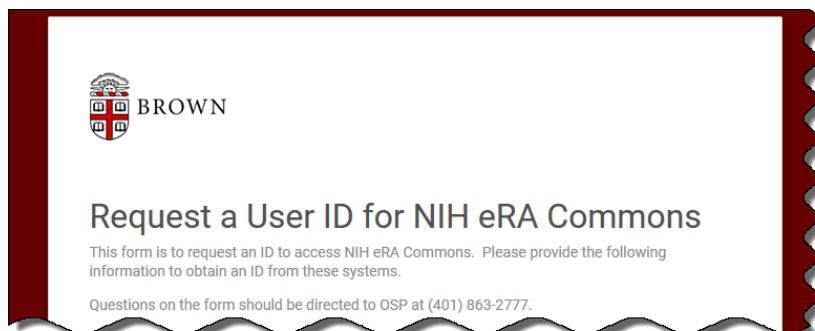 BROWN
Request a User ID for NIH eRA Commons
This form is to request an ID to access NIH eRA Commons.  Please provide the following
information to obtain an ID from these systems.
Questions on the form should be directed to OSP at (401) 863-2777.